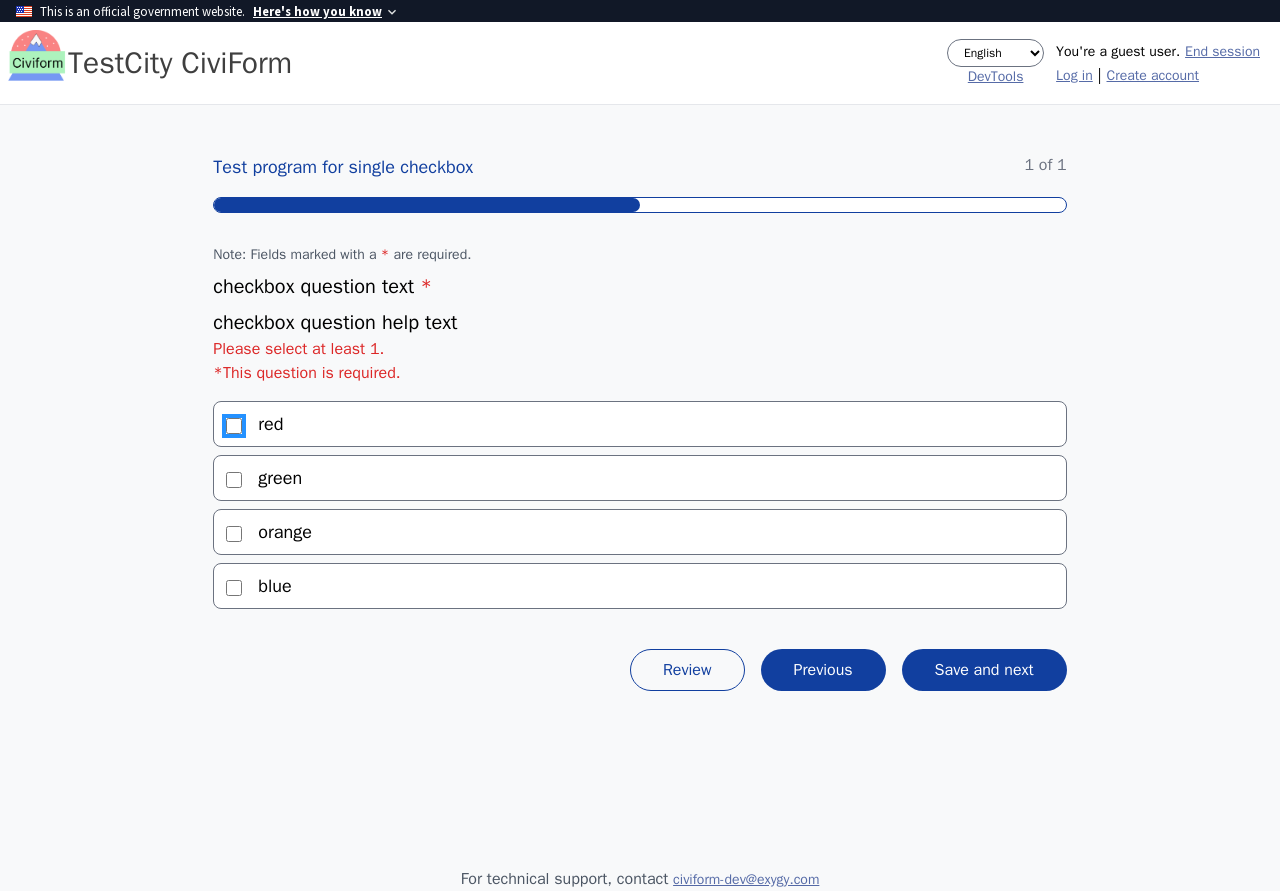 This is an official government website. Here's how you know
Civiform
TestCity CiviForm
English
DevTools
You're a guest user. End session
Log in | Create account
Test program for single checkbox
1 of 1
Note: Fields marked with a * are required.
checkbox question text *
checkbox question help text
Please select at least 1.
*This question is required.
red
green
orange
blue
Review
Previous
Save and next
For technical support, contact civiform-dev@exygy.com